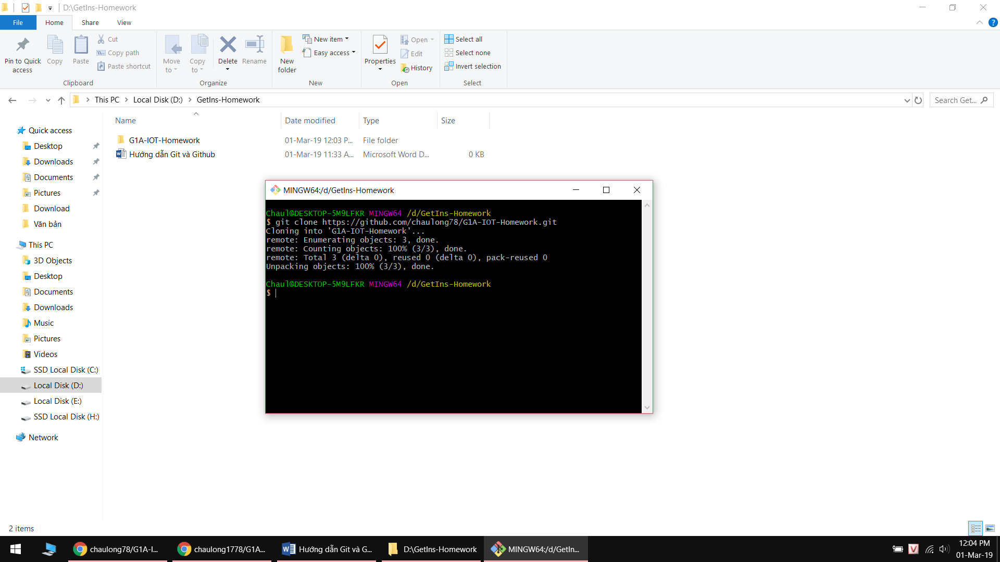 D:\GetIns-Homework
File Home Share View
Pin to Quick access
Copy
Paste
Cut
Copy path
Paste shortcut
Clipboard
Move to
Copy to
Delete
Rename
Organize
New folder
New item
Easy access
New
Properties
Open
Edit
History
Open
Select all
Select none
Invert selection
Select
This PC > Local Disk (D:) > GetIns-Homework
Search Get...
Name Date modified Type Size
G1A-IOT-Homework 01-Mar-19 12:03 P... File folder
Hướng dẫn Git và Github 01-Mar-19 11:33 A... Microsoft Word D... 0 KB
Quick access
Desktop
Downloads
Documents
Pictures
Download
Văn bản
This PC
3D Objects
Desktop
Documents
Downloads
Music
Pictures
Videos
SSD Local Disk (C:)
Local Disk (D:)
Local Disk (E:)
SSD Local Disk (H:)
Network
MINGW64:/d/GetIns-Homework
Chaul@DESKTOP-5M9LFKR MINGW64 /d/GetIns-Homework
$ git clone https://github.com/chaulong78/G1A-IOT-Homework.git
Cloning into 'G1A-IOT-Homework'...
remote: Enumerating objects: 3, done.
remote: Counting objects: 100% (3/3), done.
remote: Total 3 (delta 0), reused 0 (delta 0), pack-reused 0
Unpacking objects: 100% (3/3), done.
Chaul@DESKTOP-5M9LFKR MINGW64 /d/GetIns-Homework
$
2 items
chaulong78/G1A-I...
chaulong1778/G1A...
Hướng dẫn Git và G...
D:\GetIns-Homework
MINGW64:/d/GetIn...
V
12:04 PM
01-Mar-19